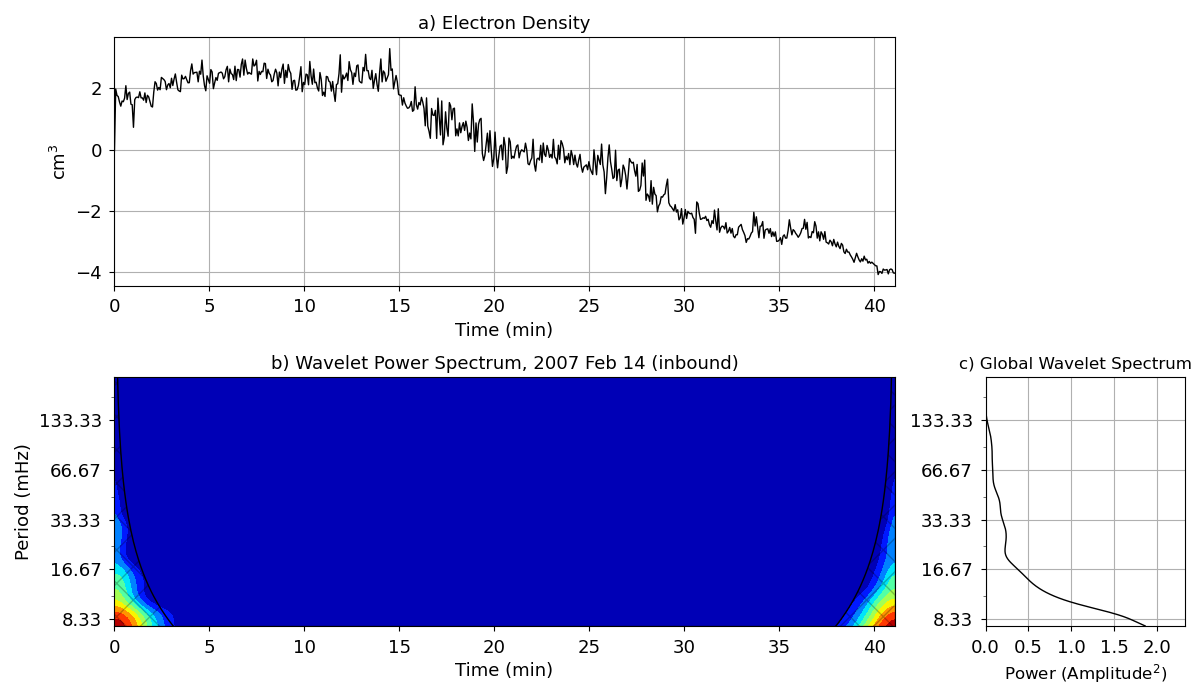 a) Electron Density
cm³
2
0
−2
−4
0 5 10 15 20 25 30 35 40
Time (min)
b) Wavelet Power Spectrum, 2007 Feb 14 (inbound)
Period (mHz)
133.33
66.67
33.33
16.67
8.33
0 5 10 15 20 25 30 35 40
Time (min)
c) Global Wavelet Spectrum
133.33
66.67
33.33
16.67
8.33
0.0 0.5 1.0 1.5 2.0
Power (Amplitude²)